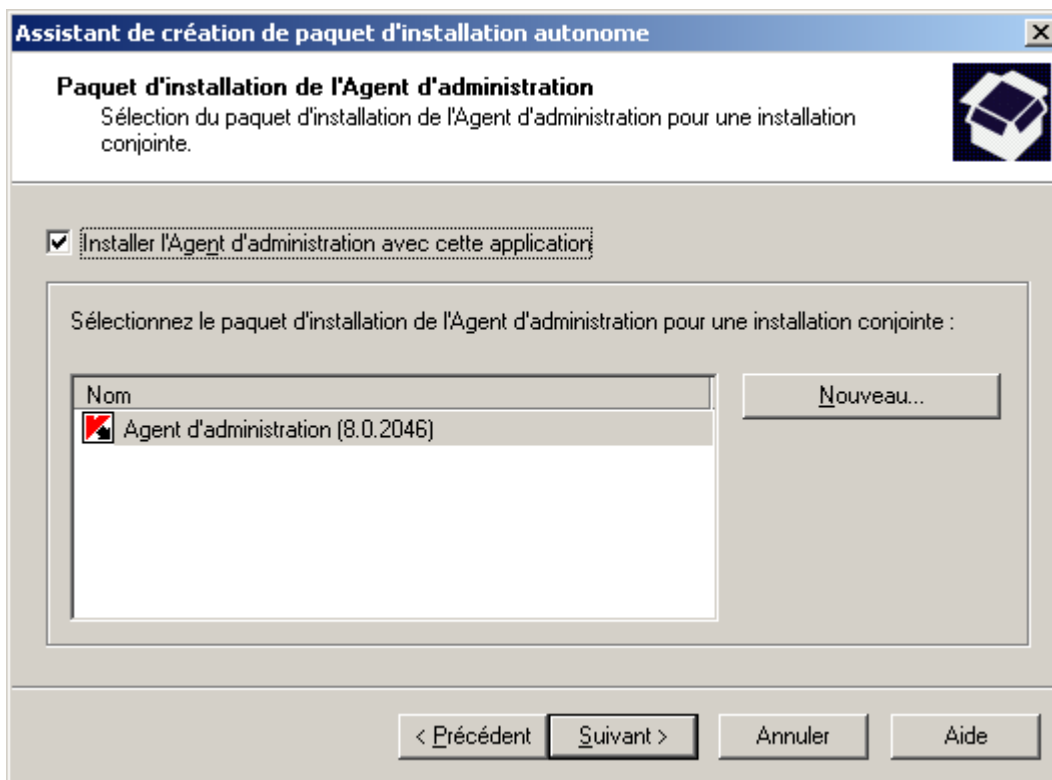 Assistant de création de paquet d'installation autonome
Paquet d'installation de l'Agent d'administration
Sélection du paquet d'installation de l'Agent d'administration pour une installation
conjointe.
Installer l'Agent d'administration avec cette application
Sélectionnez le paquet d'installation de l'Agent d'administration pour une installation conjointe :
Nom
Nouveau...
Agent d'administration (8.0.2046)
< Précédent
Suivant >
Annuler
Aide